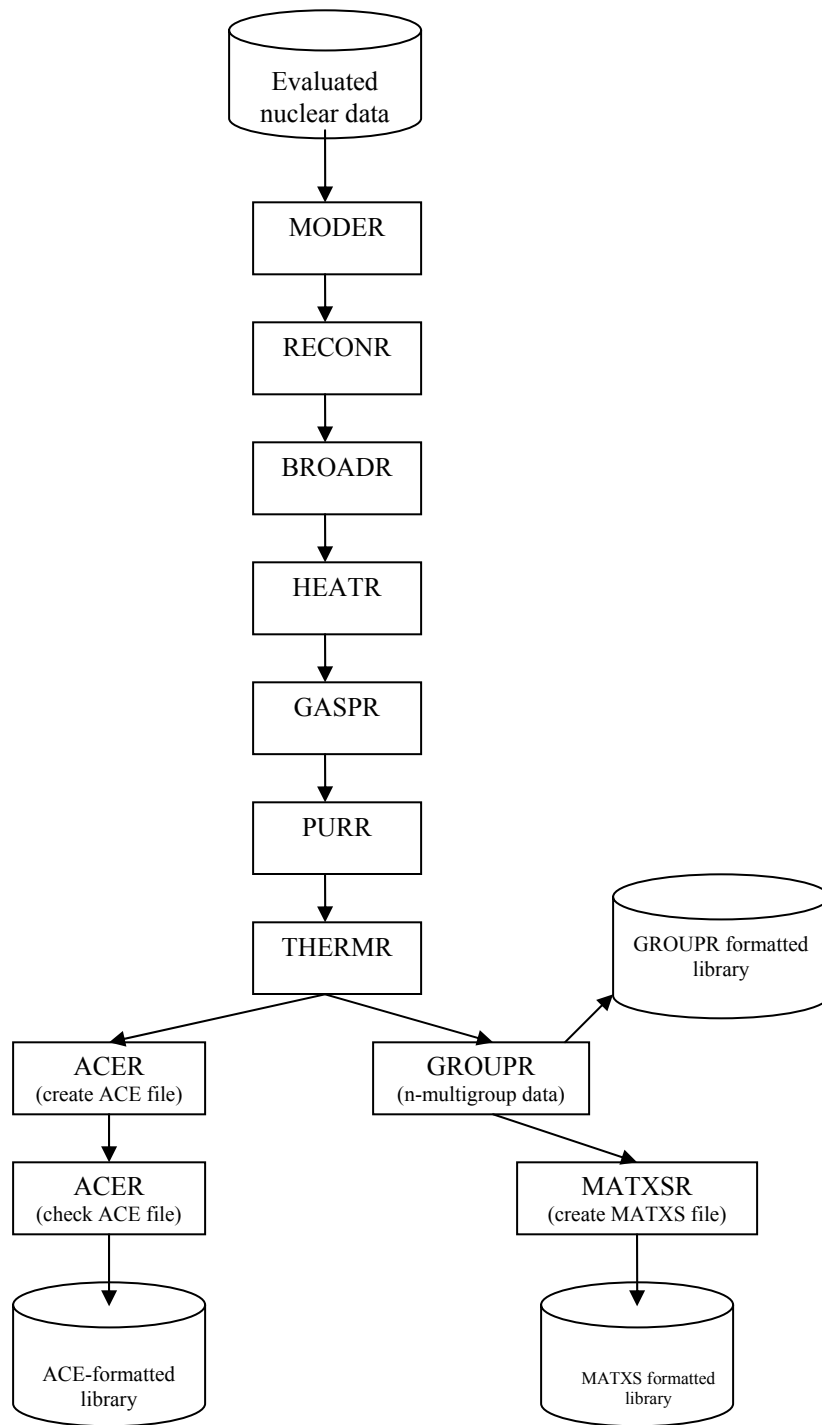 Evaluated
nuclear data
MODER
RECONR
BROADR
HEATR
GASPR
PURR
THERMR
GROUPR formatted
library
ACER
(create ACE file)
GROUPR
(n-multigroup data)
ACER
(check ACE file)
MATXSR
(create MATXS file)
ACE-formatted
library
MATXS formatted
library